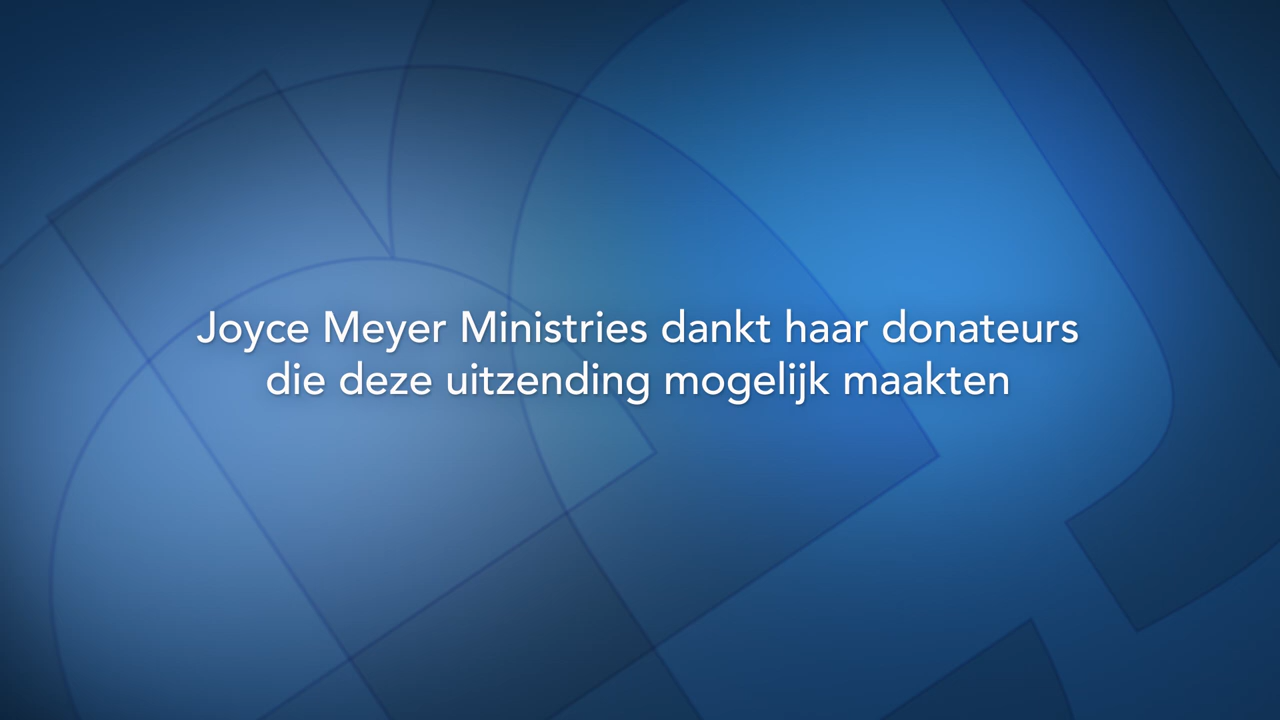 Joyce Meyer Ministries dankt haar donateurs
die deze uitzending mogelijk maakten